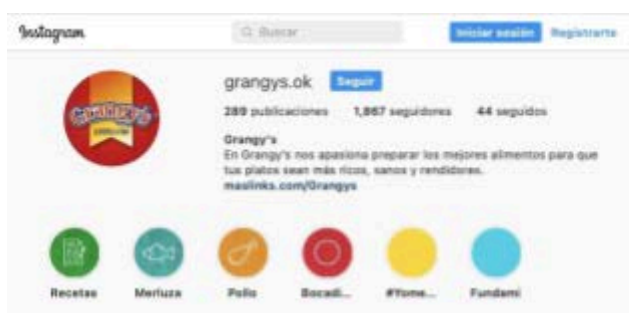 Instagram
Buscar
Iniciar sesión Registrarte
Grangy's
grangys.ok Seguir
289 publicaciones 1,867 seguidores 44 seguidos
Grangy's
En Grangy's nos apasiona preparar los mejores alimentos para que
tus platos sean más ricos, sanos y rendidores.
maslinks.com/Grangys
Recetas Merluza Pollo Bocadi... #Yome... Fundami